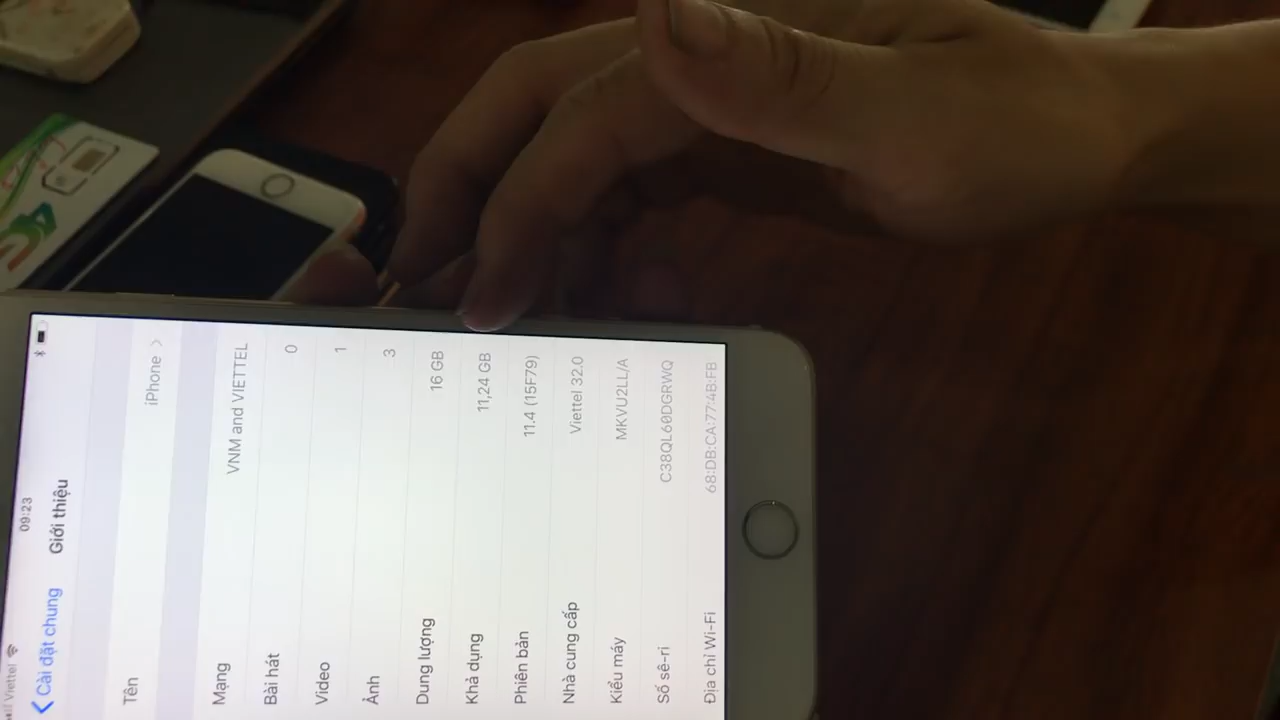 Viettel 09:23
Cài đặt chung Giới thiệu
Tên iPhone
Mạng VNM and VIETTEL
Bài hát 0
Video 1
Ảnh 3
Dung lượng 16 GB
Khả dụng 11,24 GB
Phiên bản 11.4 (15F79)
Nhà cung cấp Viettel 32.0
Kiểu máy MKVU2LL/A
Số sê-ri C38QL60DGRWQ
Địa chỉ Wi-Fi 68:DB:CA:77:4B:FB